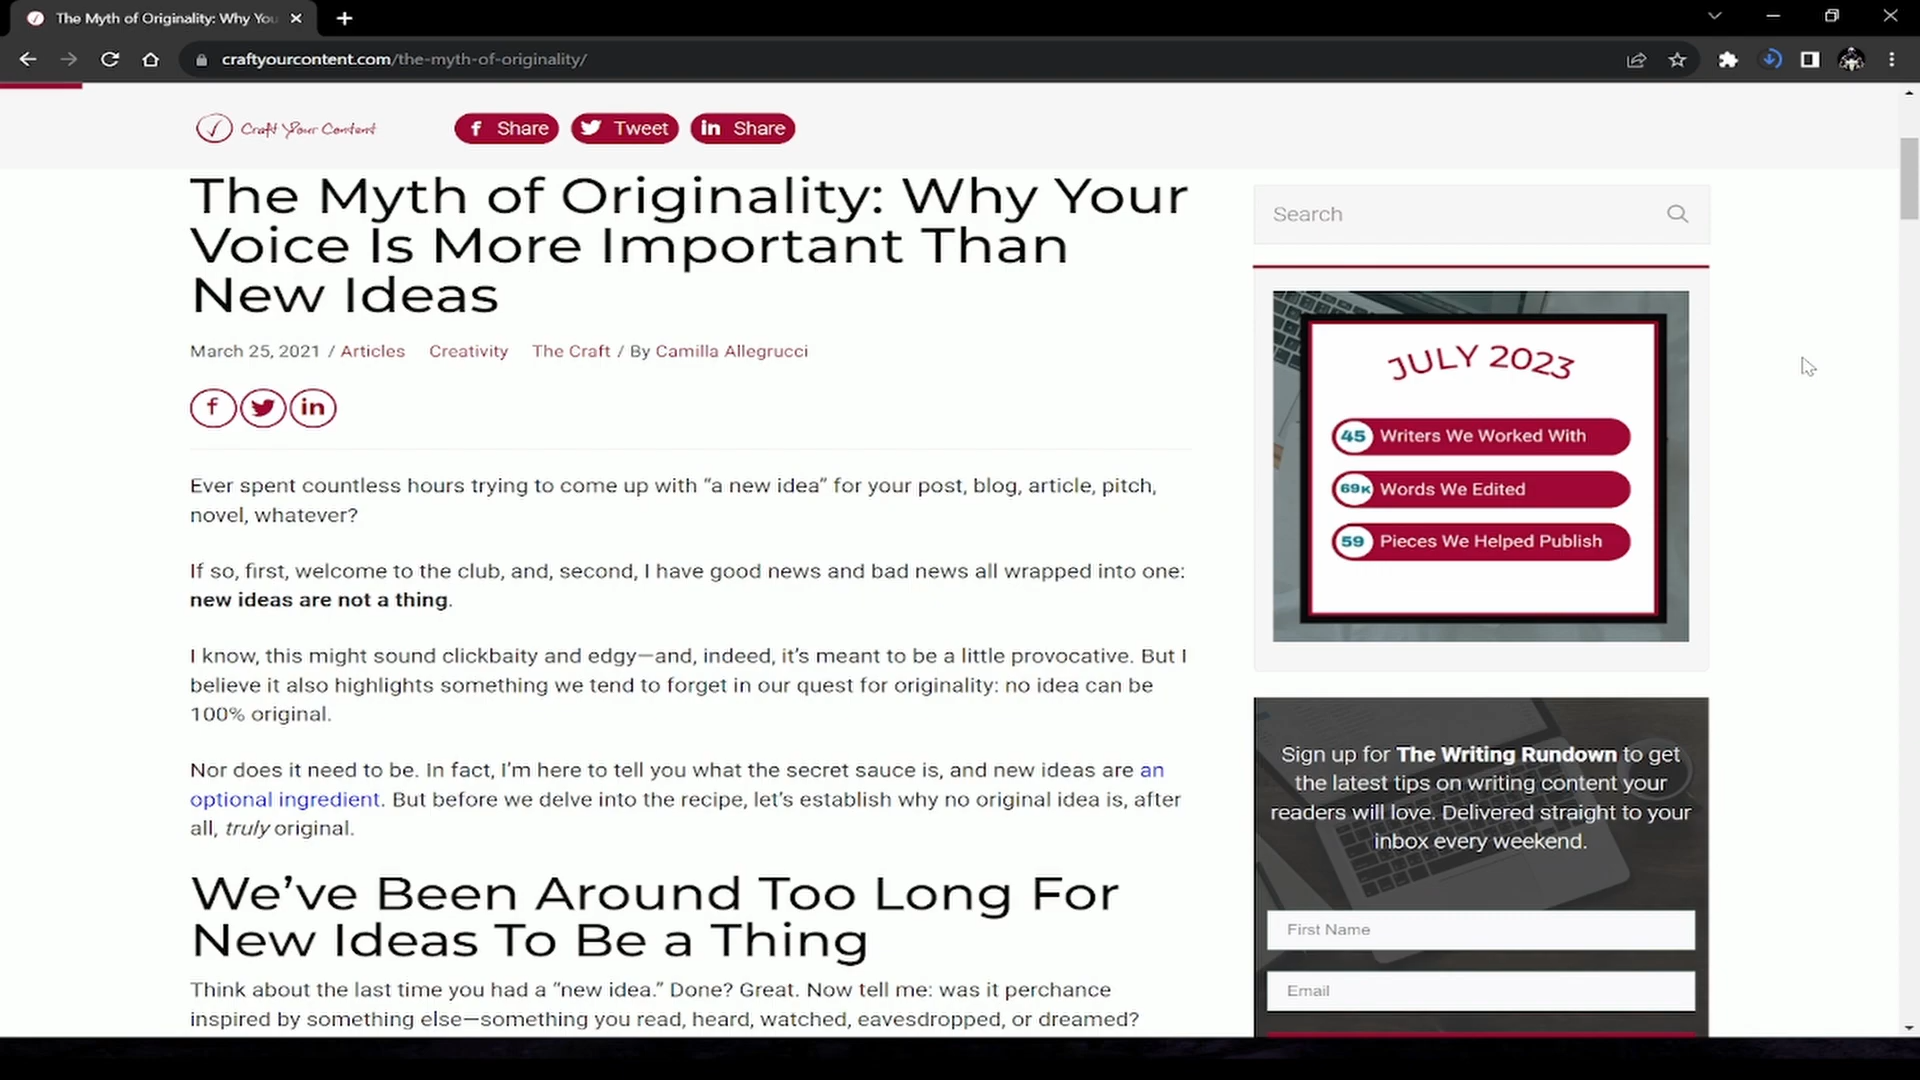 The Myth of Originality: Why You
craftyourcontent.com/the-myth-of-originality/
Craft Your Content
Share
Tweet
Share
The Myth of Originality: Why Your
Voice Is More Important Than
New Ideas
March 25, 2021 / Articles Creativity The Craft / By Camilla Allegrucci
Ever spent countless hours trying to come up with “a new idea” for your post, blog, article, pitch,
novel, whatever?
If so, first, welcome to the club, and, second, I have good news and bad news all wrapped into one:
new ideas are not a thing.
I know, this might sound clickbaity and edgy—and, indeed, it’s meant to be a little provocative. But I
believe it also highlights something we tend to forget in our quest for originality: no idea can be
100% original.
Nor does it need to be. In fact, I’m here to tell you what the secret sauce is, and new ideas are an
optional ingredient. But before we delve into the recipe, let’s establish why no original idea is, after
all, truly original.
We’ve Been Around Too Long For
New Ideas To Be a Thing
Think about the last time you had a “new idea.” Done? Great. Now tell me: was it perchance
inspired by something else—something you read, heard, watched, eavesdropped, or dreamed?
Search
JULY 2023
45 Writers We Worked With
69K Words We Edited
59 Pieces We Helped Publish
Sign up for The Writing Rundown to get
the latest tips on writing content your
readers will love. Delivered straight to your
inbox every weekend.
First Name
Email